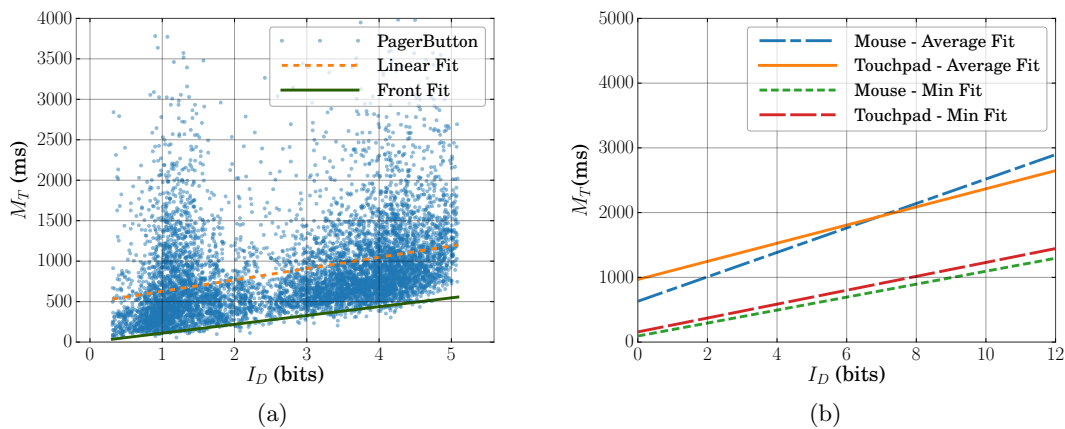 4000
3500
3000
2500
2000
1500
1000
500
0
M_T (ms)
0 1 2 3 4 5
I_D (bits)
PagerButton
Linear Fit
Front Fit
(a)
5000
4000
3000
2000
1000
0
M_T(ms)
0 2 4 6 8 10 12
I_D (bits)
Mouse - Average Fit
Touchpad - Average Fit
Mouse - Min Fit
Touchpad - Min Fit
(b)